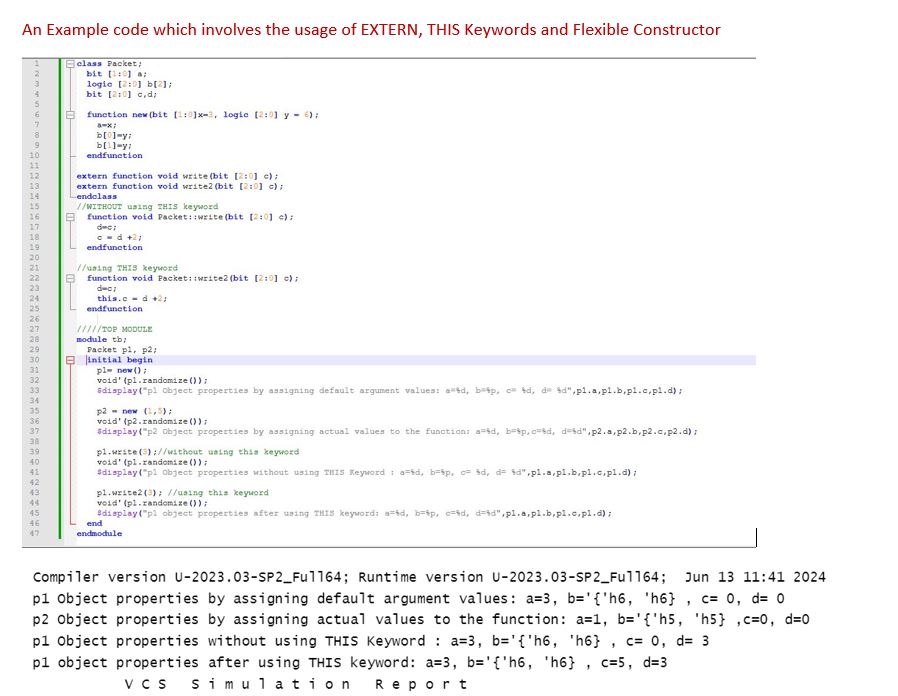 An Example code which involves the usage of EXTERN, THIS Keywords and Flexible Constructor
1 class Packet;
2 bit [1:0] a;
3 logic [2:0] b[2];
4 bit [2:0] c,d;
5
6 function new(bit [1:0]x=3, logic [2:0] y = 6);
7 a=x;
8 b[0]=y;
9 b[1]=y;
10 endfunction
11
12 extern function void write(bit [2:0] c);
13 extern function void write2(bit [2:0] c);
14 endclass
15 //WITHOUT using THIS keyword
16 function void Packet::write(bit [2:0] c);
17 d=c;
18 c = d +2;
19 endfunction
20
21 //using THIS keyword
22 function void Packet::write2(bit [2:0] c);
23 d=c;
24 this.c = d +2;
25 endfunction
26
27 /////TOP MODULE
28 module tb;
29 Packet p1, p2;
30 initial begin
31 p1= new();
32 void'(p1.randomize());
33 $display("p1 Object properties by assigning default argument values: a=%d, b=%p, c= %d, d= %d",p1.a,p1.b,p1.c,p1.d);
34
35 p2 = new (1,5);
36 void'(p2.randomize());
37 $display("p2 Object properties by assigning actual values to the function: a=%d, b=%p,c=%d, d=%d",p2.a,p2.b,p2.c,p2.d);
38
39 p1.write(3);//without using this keyword
40 void'(p1.randomize());
41 $display("p1 Object properties without using THIS Keyword : a=%d, b=%p, c= %d, d= %d",p1.a,p1.b,p1.c,p1.d);
42
43 p1.write2(3); //using this keyword
44 void'(p1.randomize());
45 $display("p1 object properties after using THIS keyword: a=%d, b=%p, c=%d, d=%d",p1.a,p1.b,p1.c,p1.d);
46 end
47 endmodule
Compiler version U-2023.03-SP2_Full64; Runtime version U-2023.03-SP2_Full64; Jun 13 11:41 2024
p1 Object properties by assigning default argument values: a=3, b='{'h6, 'h6} , c= 0, d= 0
p2 Object properties by assigning actual values to the function: a=1, b='{'h5, 'h5} ,c=0, d=0
p1 Object properties without using THIS Keyword : a=3, b='{'h6, 'h6} , c= 0, d= 3
p1 object properties after using THIS keyword: a=3, b='{'h6, 'h6} , c=5, d=3
V C S S i m u l a t i o n R e p o r t